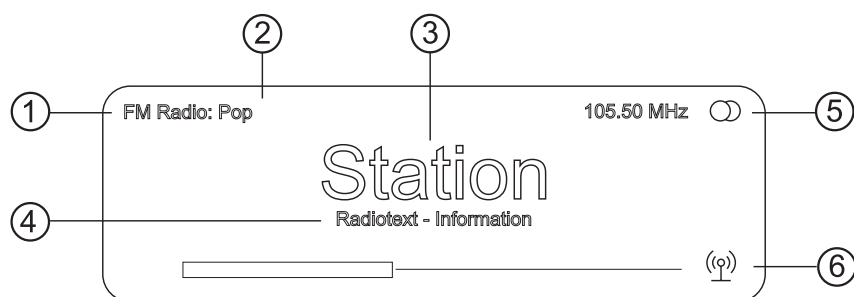 2
3
1
FM Radio: Pop
105.50 MHz
5
Station
4
Radiotext - Information
6